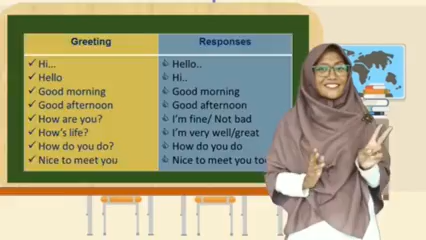 Greeting Responses
Hi... Hello..
Hello Hi..
Good morning Good morning
Good afternoon Good afternoon
How are you? I'm fine/ Not bad
How's life? I'm very well/great
How do you do? How do you do
Nice to meet you Nice to meet you too